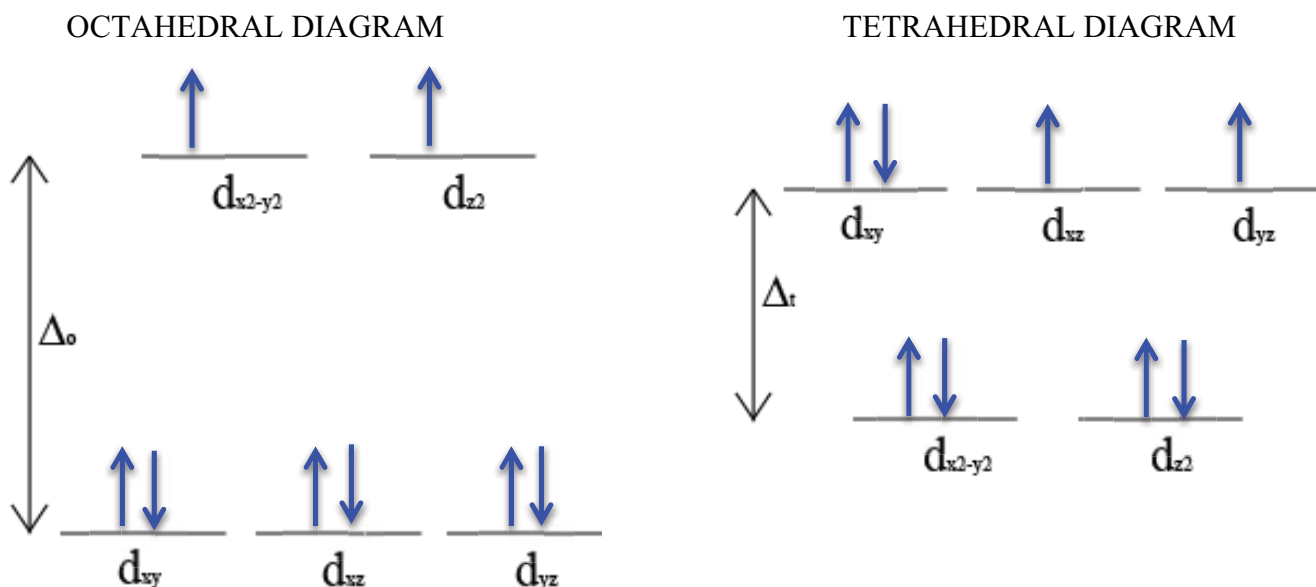 OCTAHEDRAL DIAGRAM
TETRAHEDRAL DIAGRAM
dx2-y2 dz2
dxy dxz dyz
Δo
Δt
dx2-y2 dz2
dxy dxz dyz